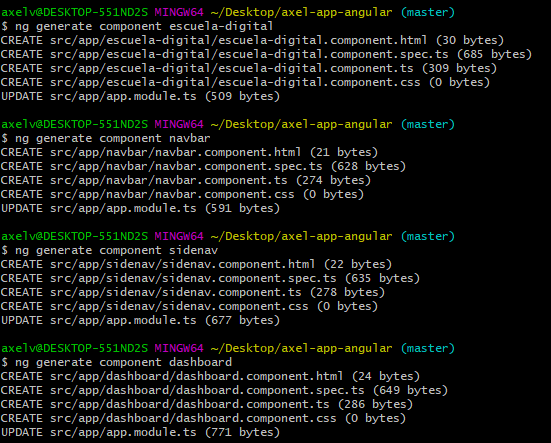 axelv@DESKTOP-551ND2S MINGW64 ~/Desktop/axel-app-angular (master)
$ ng generate component escuela-digital
CREATE src/app/escuela-digital/escuela-digital.component.html (30 bytes)
CREATE src/app/escuela-digital/escuela-digital.component.spec.ts (685 bytes)
CREATE src/app/escuela-digital/escuela-digital.component.ts (309 bytes)
CREATE src/app/escuela-digital/escuela-digital.component.css (0 bytes)
UPDATE src/app/app.module.ts (509 bytes)
axelv@DESKTOP-551ND2S MINGW64 ~/Desktop/axel-app-angular (master)
$ ng generate component navbar
CREATE src/app/navbar/navbar.component.html (21 bytes)
CREATE src/app/navbar/navbar.component.spec.ts (628 bytes)
CREATE src/app/navbar/navbar.component.ts (274 bytes)
CREATE src/app/navbar/navbar.component.css (0 bytes)
UPDATE src/app/app.module.ts (591 bytes)
axelv@DESKTOP-551ND2S MINGW64 ~/Desktop/axel-app-angular (master)
$ ng generate component sidenav
CREATE src/app/sidenav/sidenav.component.html (22 bytes)
CREATE src/app/sidenav/sidenav.component.spec.ts (635 bytes)
CREATE src/app/sidenav/sidenav.component.ts (278 bytes)
CREATE src/app/sidenav/sidenav.component.css (0 bytes)
UPDATE src/app/app.module.ts (677 bytes)
axelv@DESKTOP-551ND2S MINGW64 ~/Desktop/axel-app-angular (master)
$ ng generate component dashboard
CREATE src/app/dashboard/dashboard.component.html (24 bytes)
CREATE src/app/dashboard/dashboard.component.spec.ts (649 bytes)
CREATE src/app/dashboard/dashboard.component.ts (286 bytes)
CREATE src/app/dashboard/dashboard.component.css (0 bytes)
UPDATE src/app/app.module.ts (771 bytes)